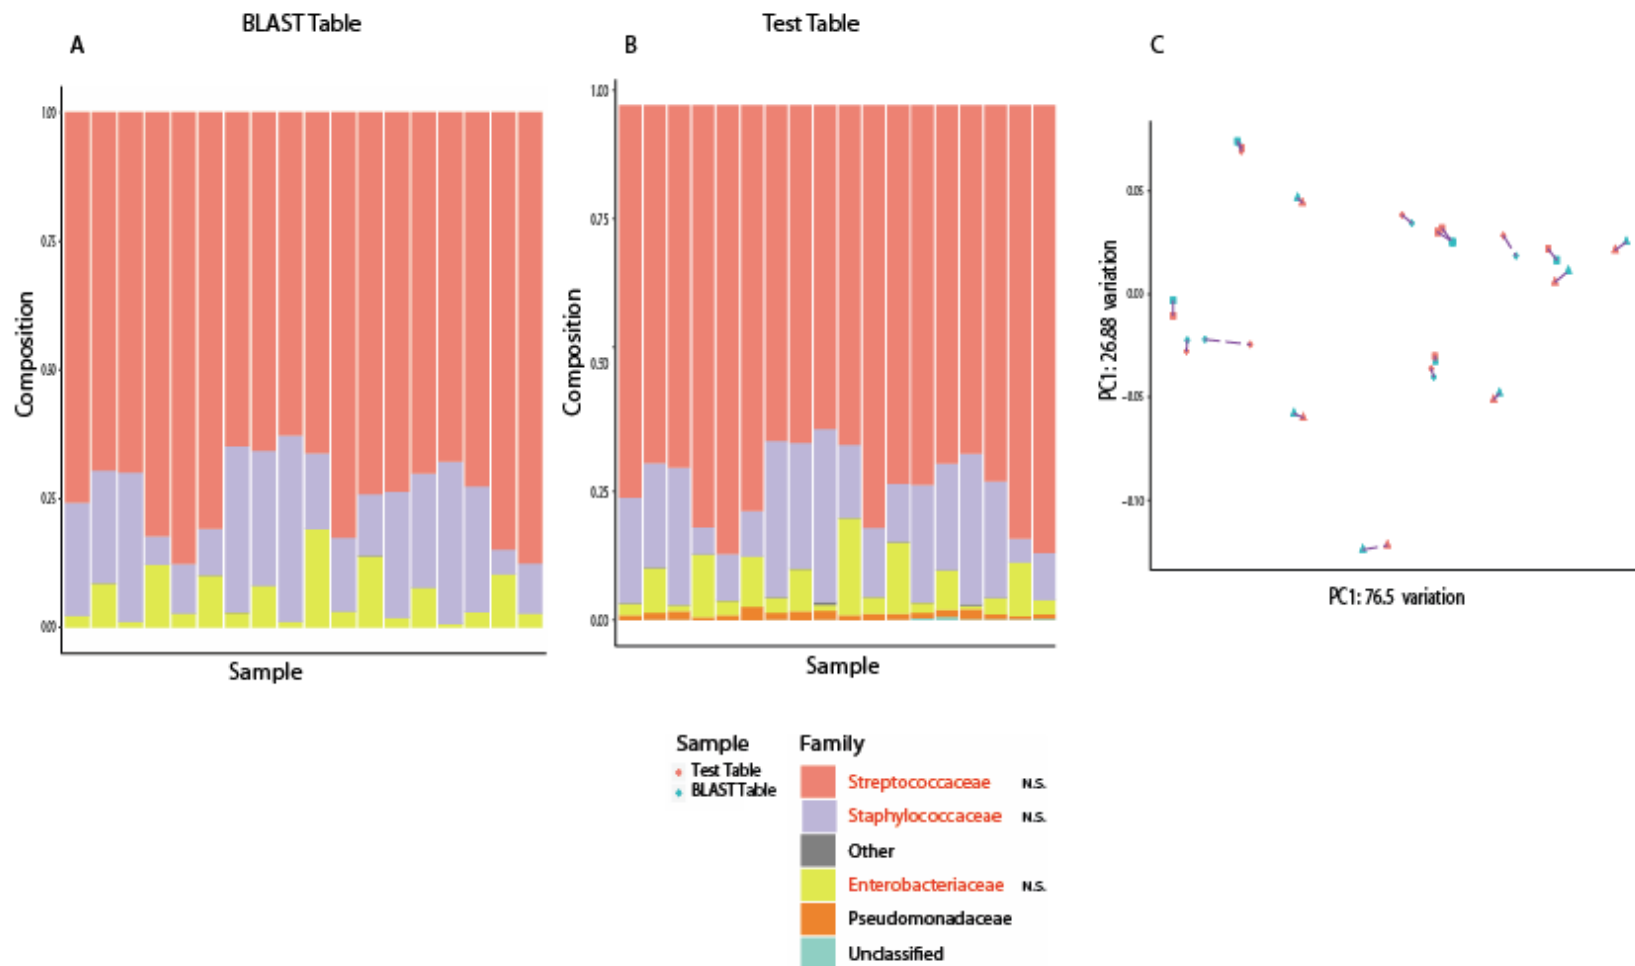 BLAST Table
Test Table
A
B
C
1.00
0.75
0.50
0.25
0.00
Composition
Sample
1.00
0.75
0.50
0.25
0.00
Composition
Sample
0.05
0.00
-0.05
-0.10
PC1: 26.88 variation
PC1: 76.5 variation
Sample
Test Table
BLAST Table
Family
Streptococcaceae N.S.
Staphylococcaceae N.S.
Other
Enterobacteriaceae N.S.
Pseudomonadaceae
Unclassified